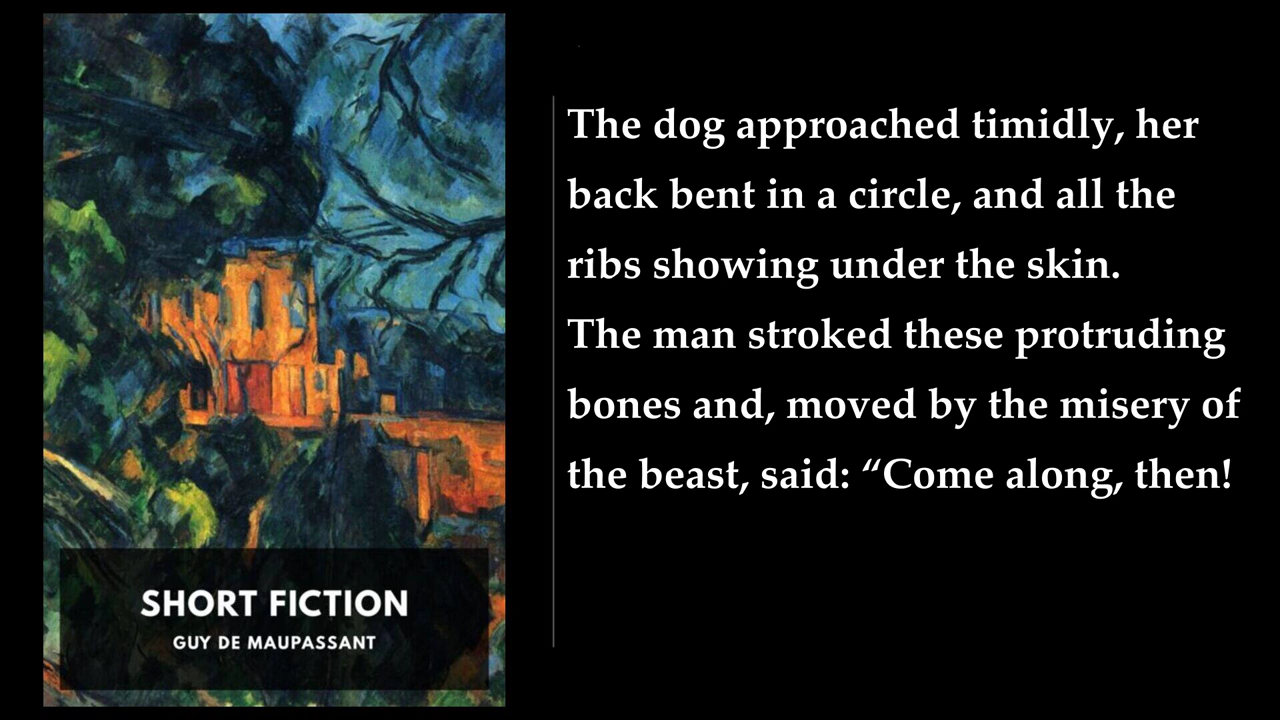 The dog approached timidly, her
back bent in a circle, and all the
ribs showing under the skin.
The man stroked these protruding
bones and, moved by the misery of
the beast, said: “Come along, then!
SHORT FICTION
GUY DE MAUPASSANT